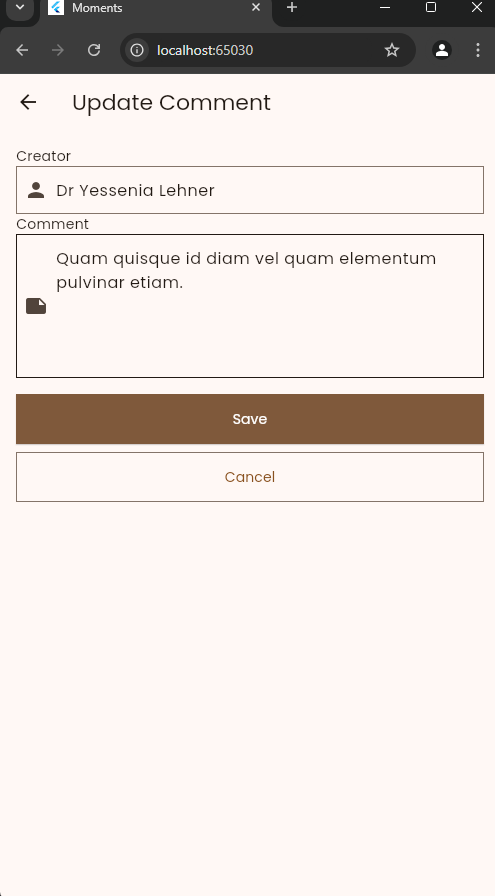 Moments
localhost:65030
Update Comment
Creator
Dr Yessenia Lehner
Comment
Quam quisque id diam vel quam elementum
pulvinar etiam.
Save
Cancel